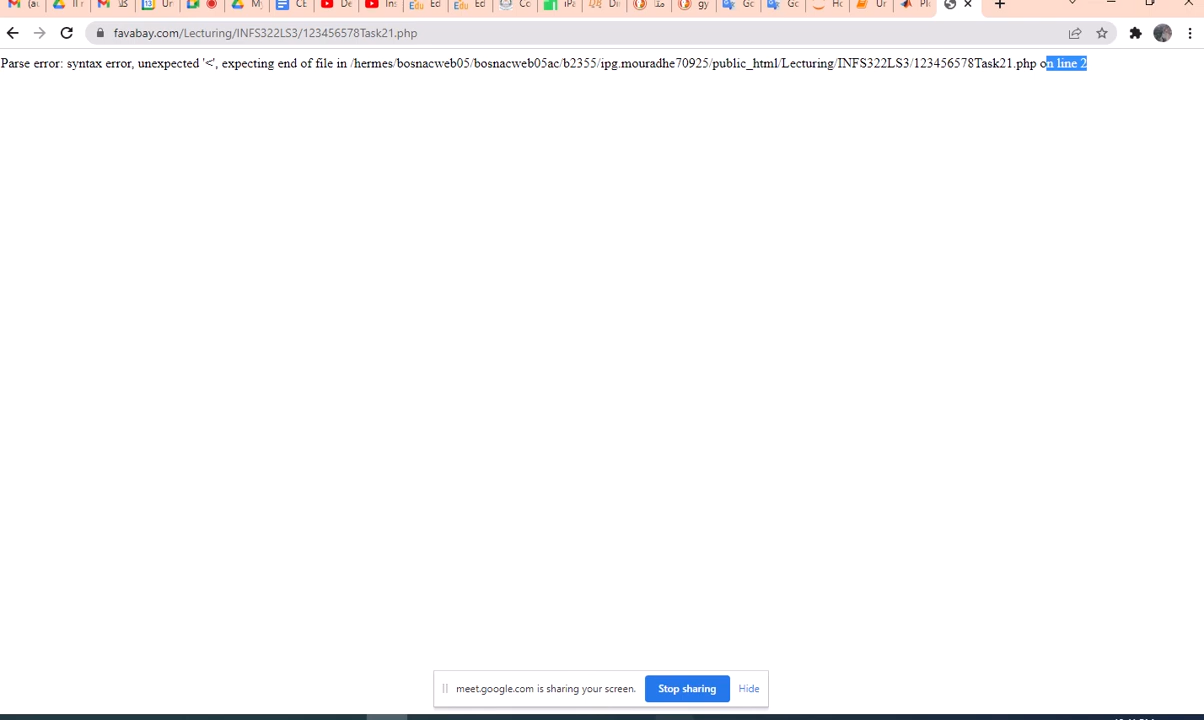 favabay.com/Lecturing/INFS322LS3/123456578Task21.php
Parse error: syntax error, unexpected '<', expecting end of file in /hermes/bosnacweb05/bosnacweb05ac/b2355/ipg.mouradhe70925/public_html/Lecturing/INFS322LS3/123456578Task21.php on line 2
meet.google.com is sharing your screen. Stop sharing Hide